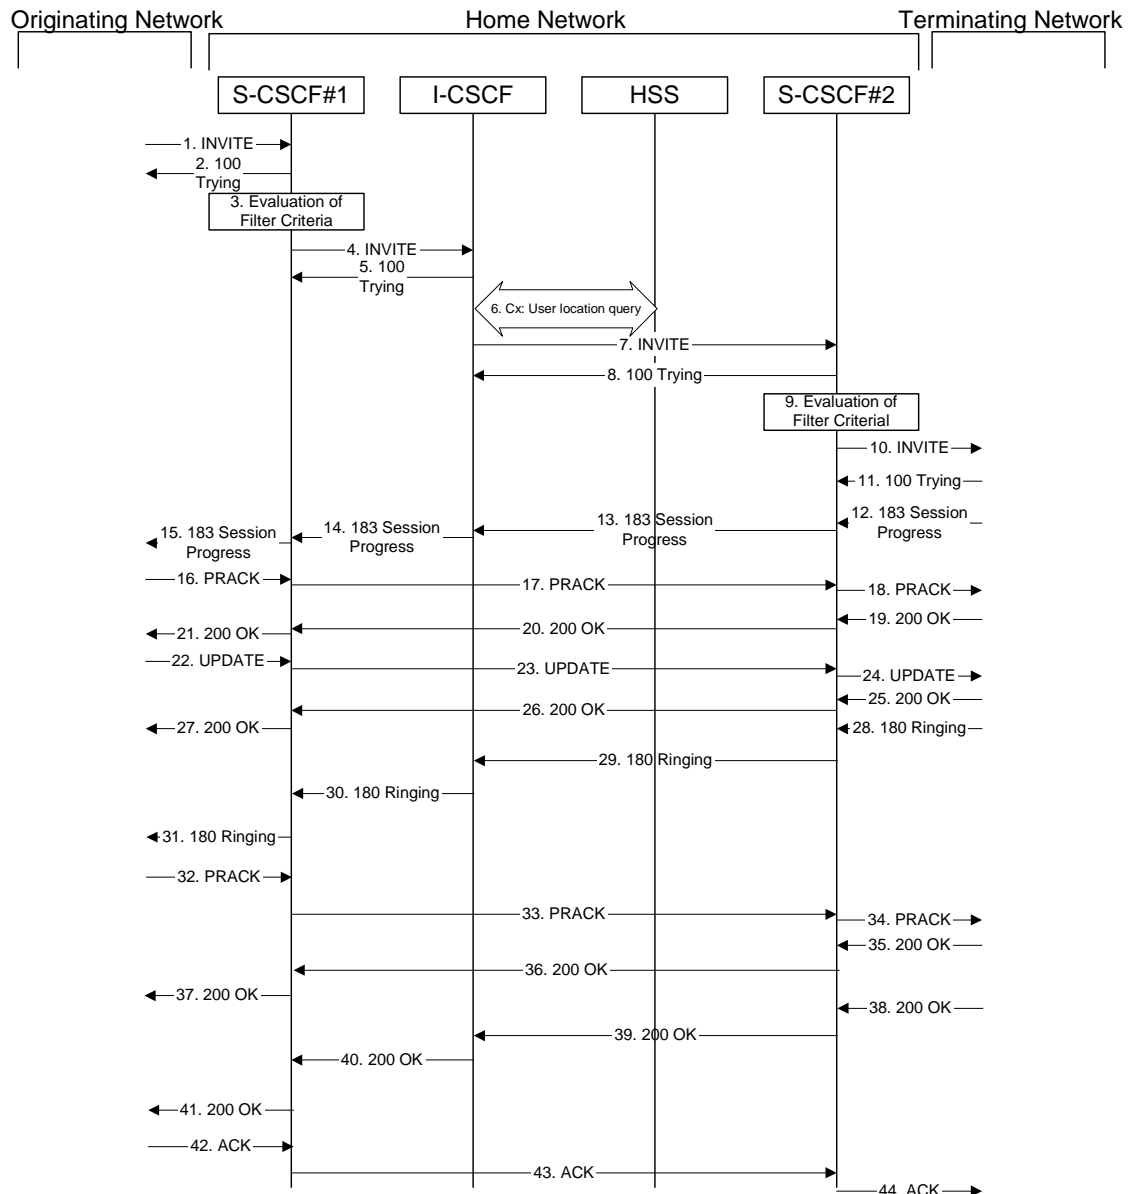 Originating Network
Home Network
Terminating Network
S-CSCF#1
I-CSCF
HSS
S-CSCF#2
1. INVITE
2. 100
Trying
3. Evaluation of
Filter Criteria
4. INVITE
5. 100
Trying
6. Cx: User location query
7. INVITE
8. 100 Trying
9. Evaluation of
Filter Criterial
10. INVITE
11. 100 Trying
12. 183 Session
Progress
13. 183 Session
Progress
14. 183 Session
Progress
15. 183 Session
Progress
16. PRACK
17. PRACK
18. PRACK
19. 200 OK
20. 200 OK
21. 200 OK
22. UPDATE
23. UPDATE
24. UPDATE
25. 200 OK
26. 200 OK
27. 200 OK
28. 180 Ringing
29. 180 Ringing
30. 180 Ringing
31. 180 Ringing
32. PRACK
33. PRACK
34. PRACK
35. 200 OK
36. 200 OK
37. 200 OK
38. 200 OK
39. 200 OK
40. 200 OK
41. 200 OK
42. ACK
43. ACK
44. ACK